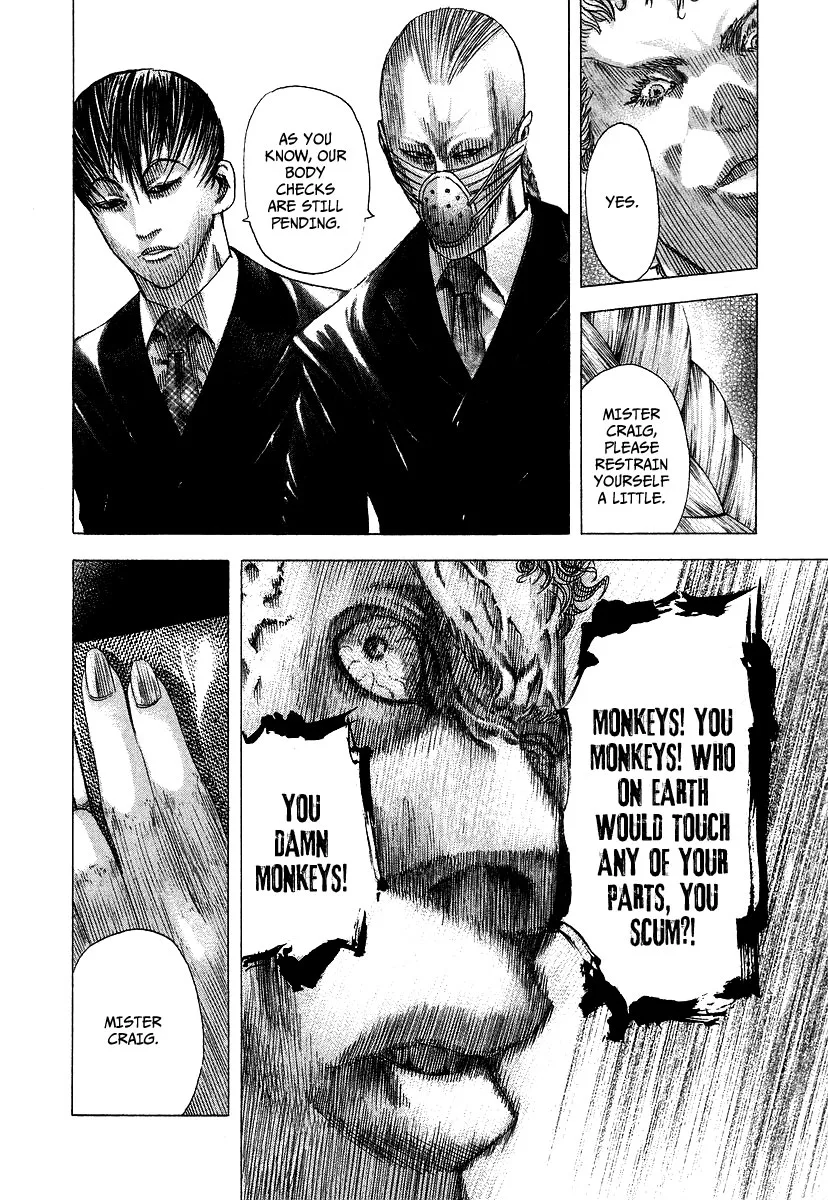 YES.
MISTER
CRAIG,
PLEASE
RESTRAIN
YOURSELF
A LITTLE.
AS YOU
KNOW, OUR
BODY
CHECKS
ARE STILL
PENDING.
MONKEYS! YOU
MONKEYS! WHO
ON EARTH
WOULD TOUCH
ANY OF YOUR
PARTS, YOU
SCUM?!
YOU
DAMN
MONKEYS!
MISTER
CRAIG.